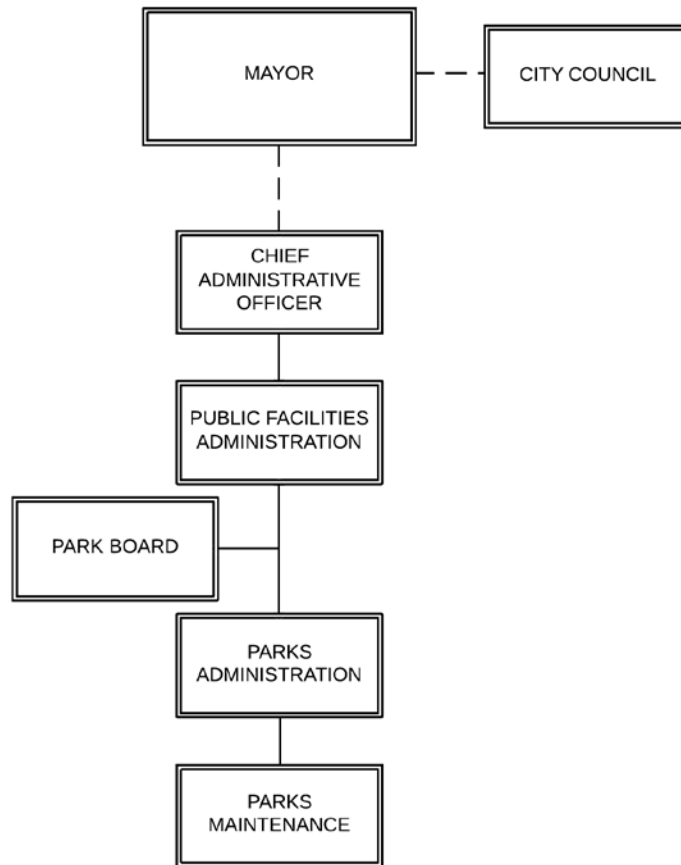 MAYOR
CITY COUNCIL
CHIEF
ADMINISTRATIVE
OFFICER
PUBLIC FACILITIES
ADMINISTRATION
PARK BOARD
PARKS
ADMINISTRATION
PARKS
MAINTENANCE